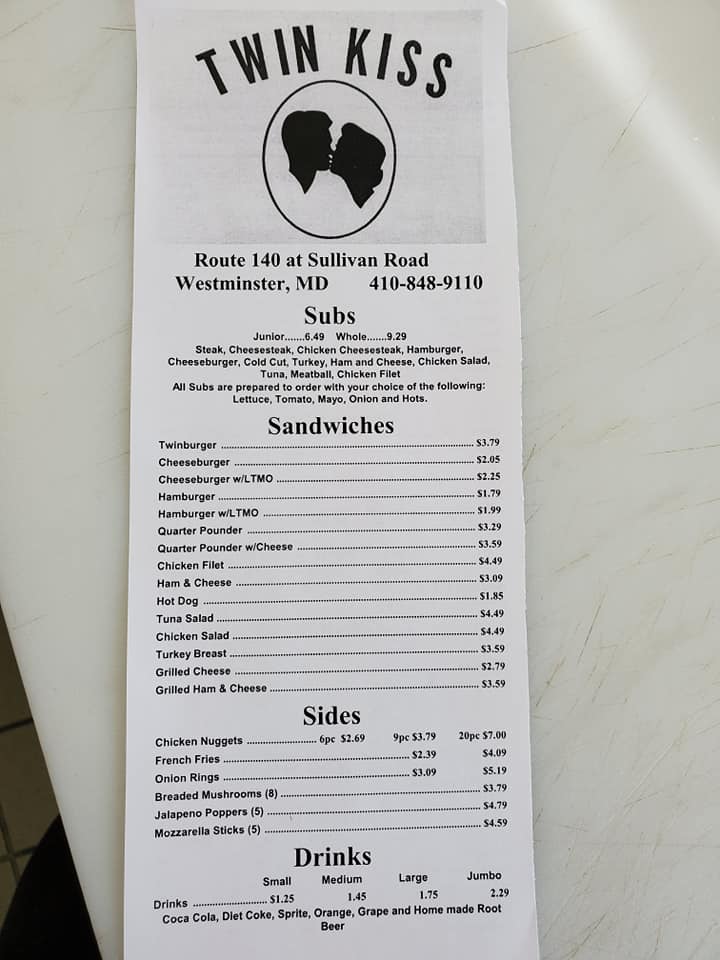 TWIN KISS
Route 140 at Sullivan Road
Westminster, MD 410-848-9110
Subs
Junior.......6.49 Whole.......9.29
Steak, Cheesesteak, Chicken Cheesesteak, Hamburger,
Cheeseburger, Cold Cut, Turkey, Ham and Cheese, Chicken Salad,
Tuna, Meatball, Chicken Filet
All Subs are prepared to order with your choice of the following:
Lettuce, Tomato, Mayo, Onion and Hots.
Sandwiches
Twinburger ........ $3.79
Cheeseburger ........ $2.05
Cheeseburger w/LTMO ........ $2.25
Hamburger ........ $1.79
Hamburger w/LTMO ........ $1.99
Quarter Pounder ........ $3.29
Quarter Pounder w/Cheese ........ $3.59
Chicken Filet ........ $4.49
Ham & Cheese ........ $3.09
Hot Dog ........ $1.85
Tuna Salad ........ $4.49
Chicken Salad ........ $4.49
Turkey Breast ........ $3.59
Grilled Cheese ........ $2.79
Grilled Ham & Cheese ........ $3.59
Sides
Chicken Nuggets ........ 6pc $2.69 9pc $3.79 20pc $7.00
French Fries ........ $2.39 $4.09
Onion Rings ........ $3.09 $5.19
Breaded Mushrooms (8) ........ $3.79
Jalapeno Poppers (5) ........ $4.79
Mozzarella Sticks (5) ........ $4.59
Drinks
Small Medium Large Jumbo
Drinks ........ $1.25 1.45 1.75 2.29
Coca Cola, Diet Coke, Sprite, Orange, Grape and Home made Root
Beer